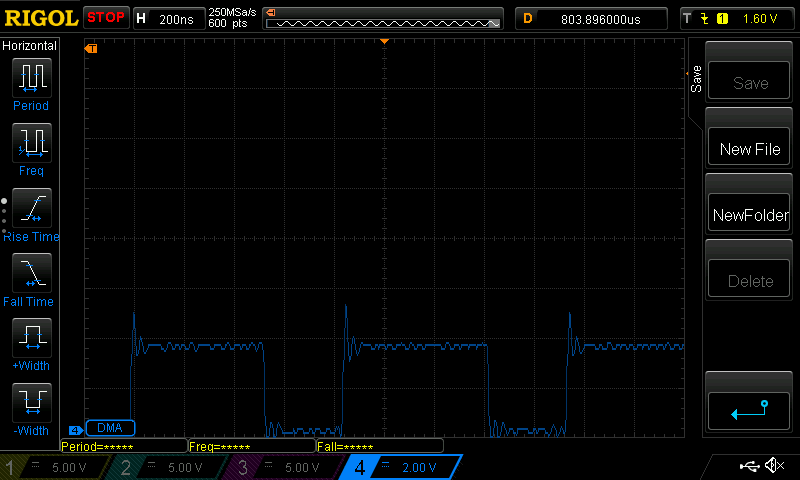 RIGOL STOP H 200ns 250MSa/s 600 pts D 803.896000us T 1 1.60 V
Horizontal
Period
Freq
Rise Time
Fall Time
+Width
-Width
T
4 DMA
Period=***** Freq=***** Fall=*****
1 5.00 V 2 5.00 V 3 5.00 V 4 2.00 V
Save
Save
New File
NewFolder
Delete